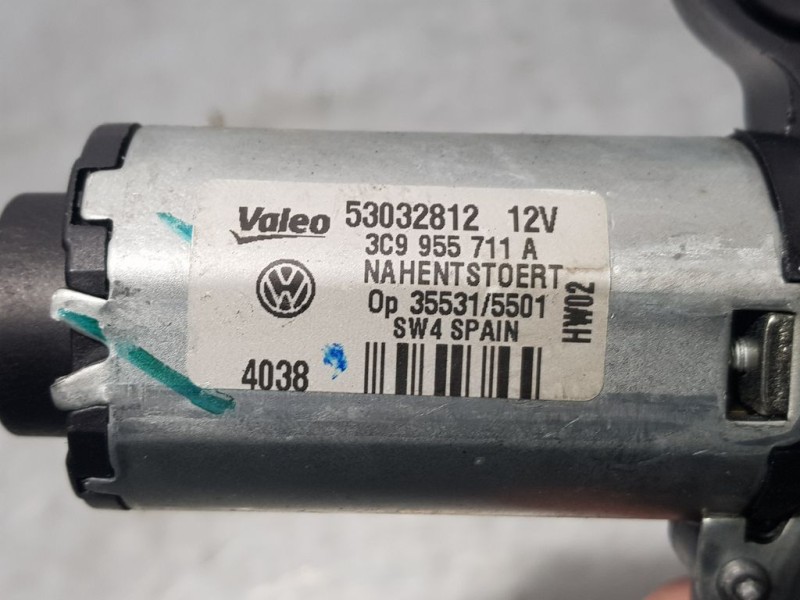 Valeo 53032812 12V
3C9 955 711 A
NAHENTSTOERT
Op 35531/5501
SW4 SPAIN
HW02
4038